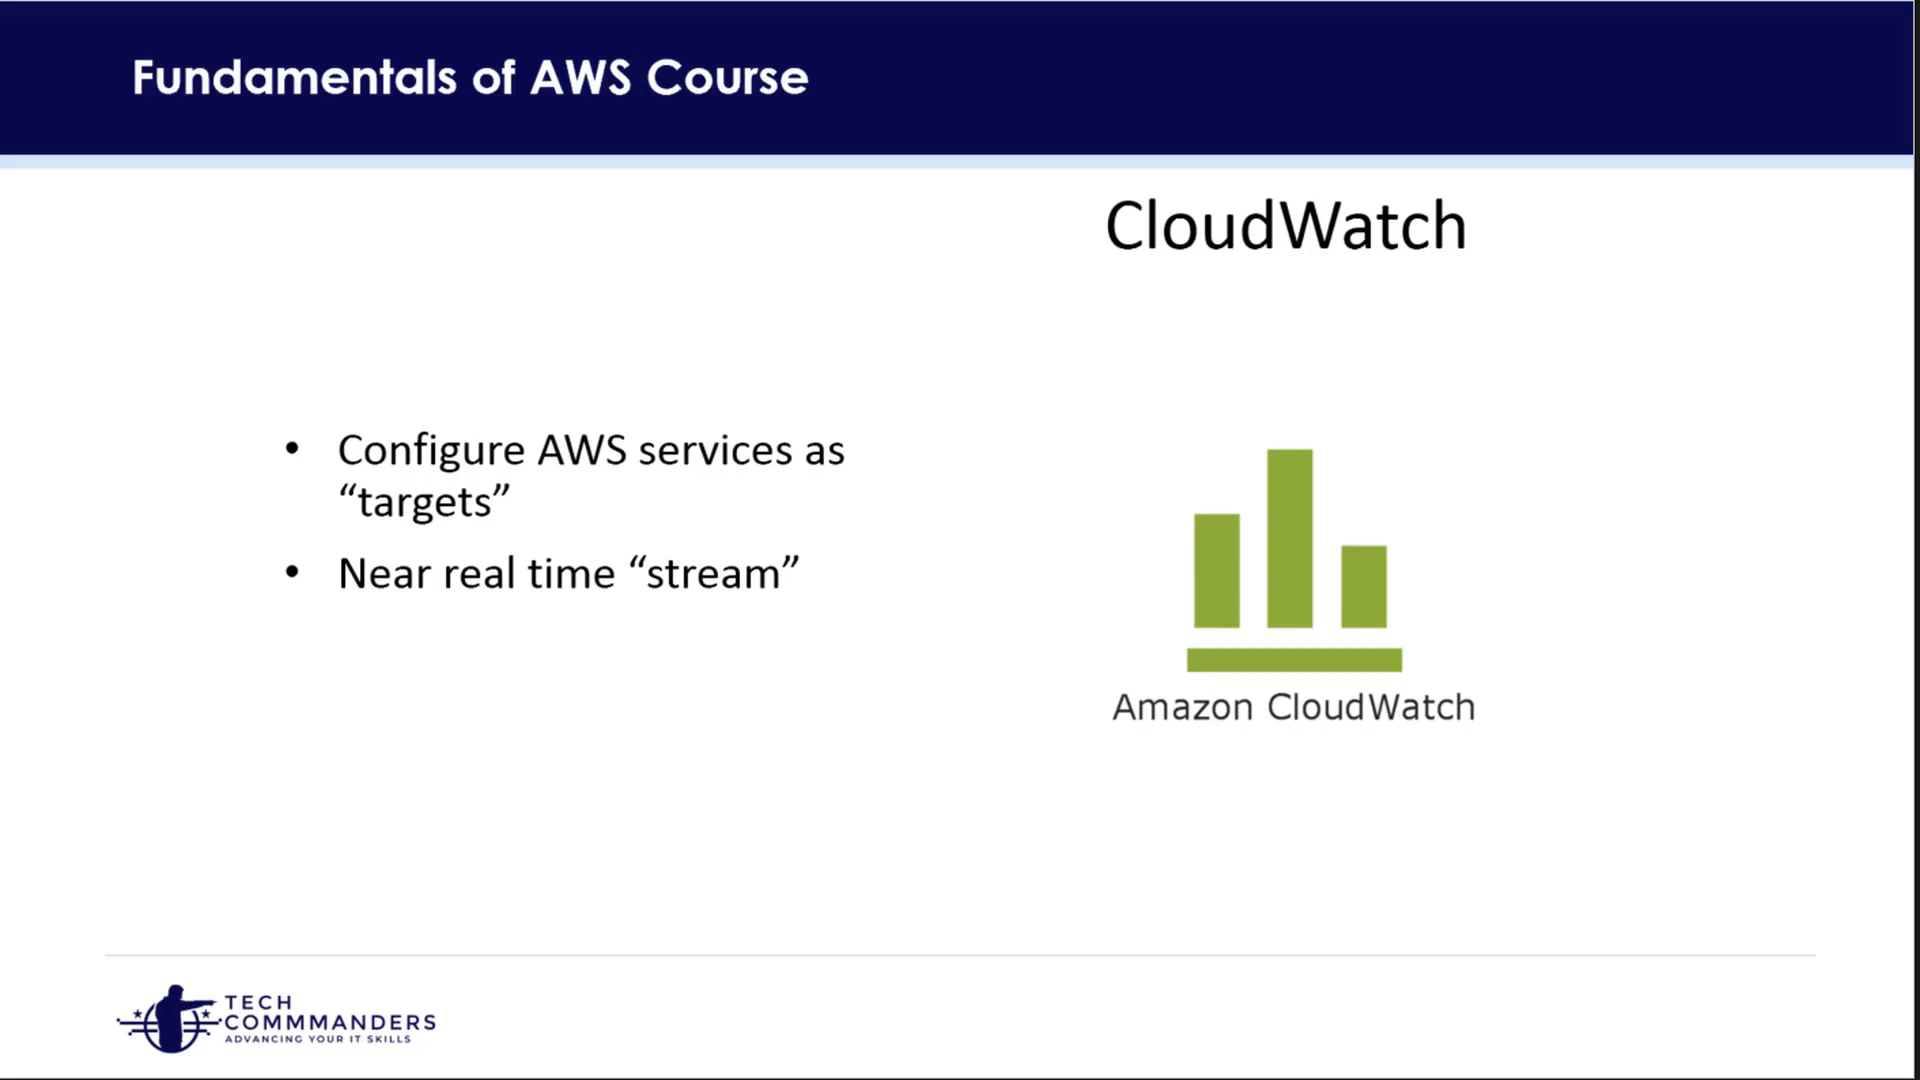 Fundamentals of AWS Course
CloudWatch
• Configure AWS services as
“targets”
• Near real time “stream”
Amazon CloudWatch
TECH
COMMMANDERS
ADVANCING YOUR IT SKILLS